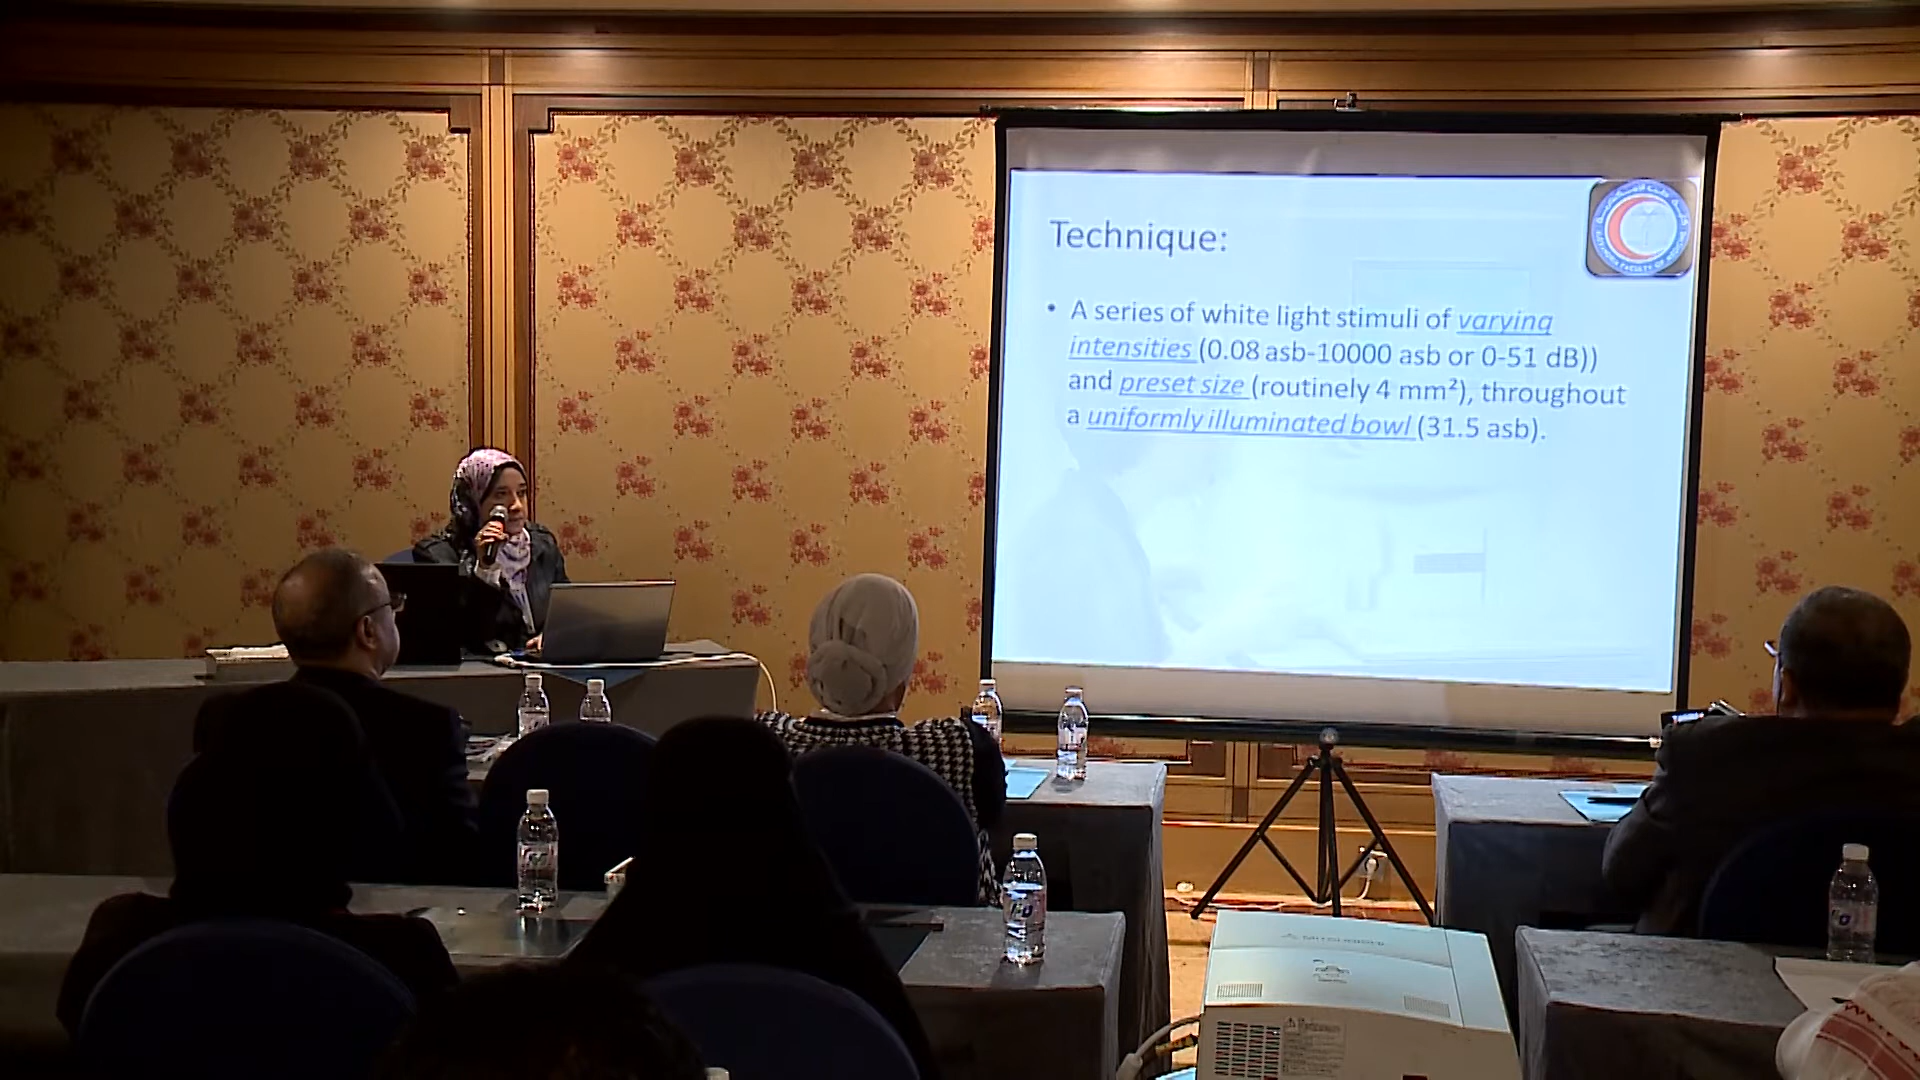 Technique:
• A series of white light stimuli of varying
intensities (0.08 asb-10000 asb or 0-51 dB))
and preset size (routinely 4 mm²), throughout
a uniformly illuminated bowl (31.5 asb).
MITSUBISHI